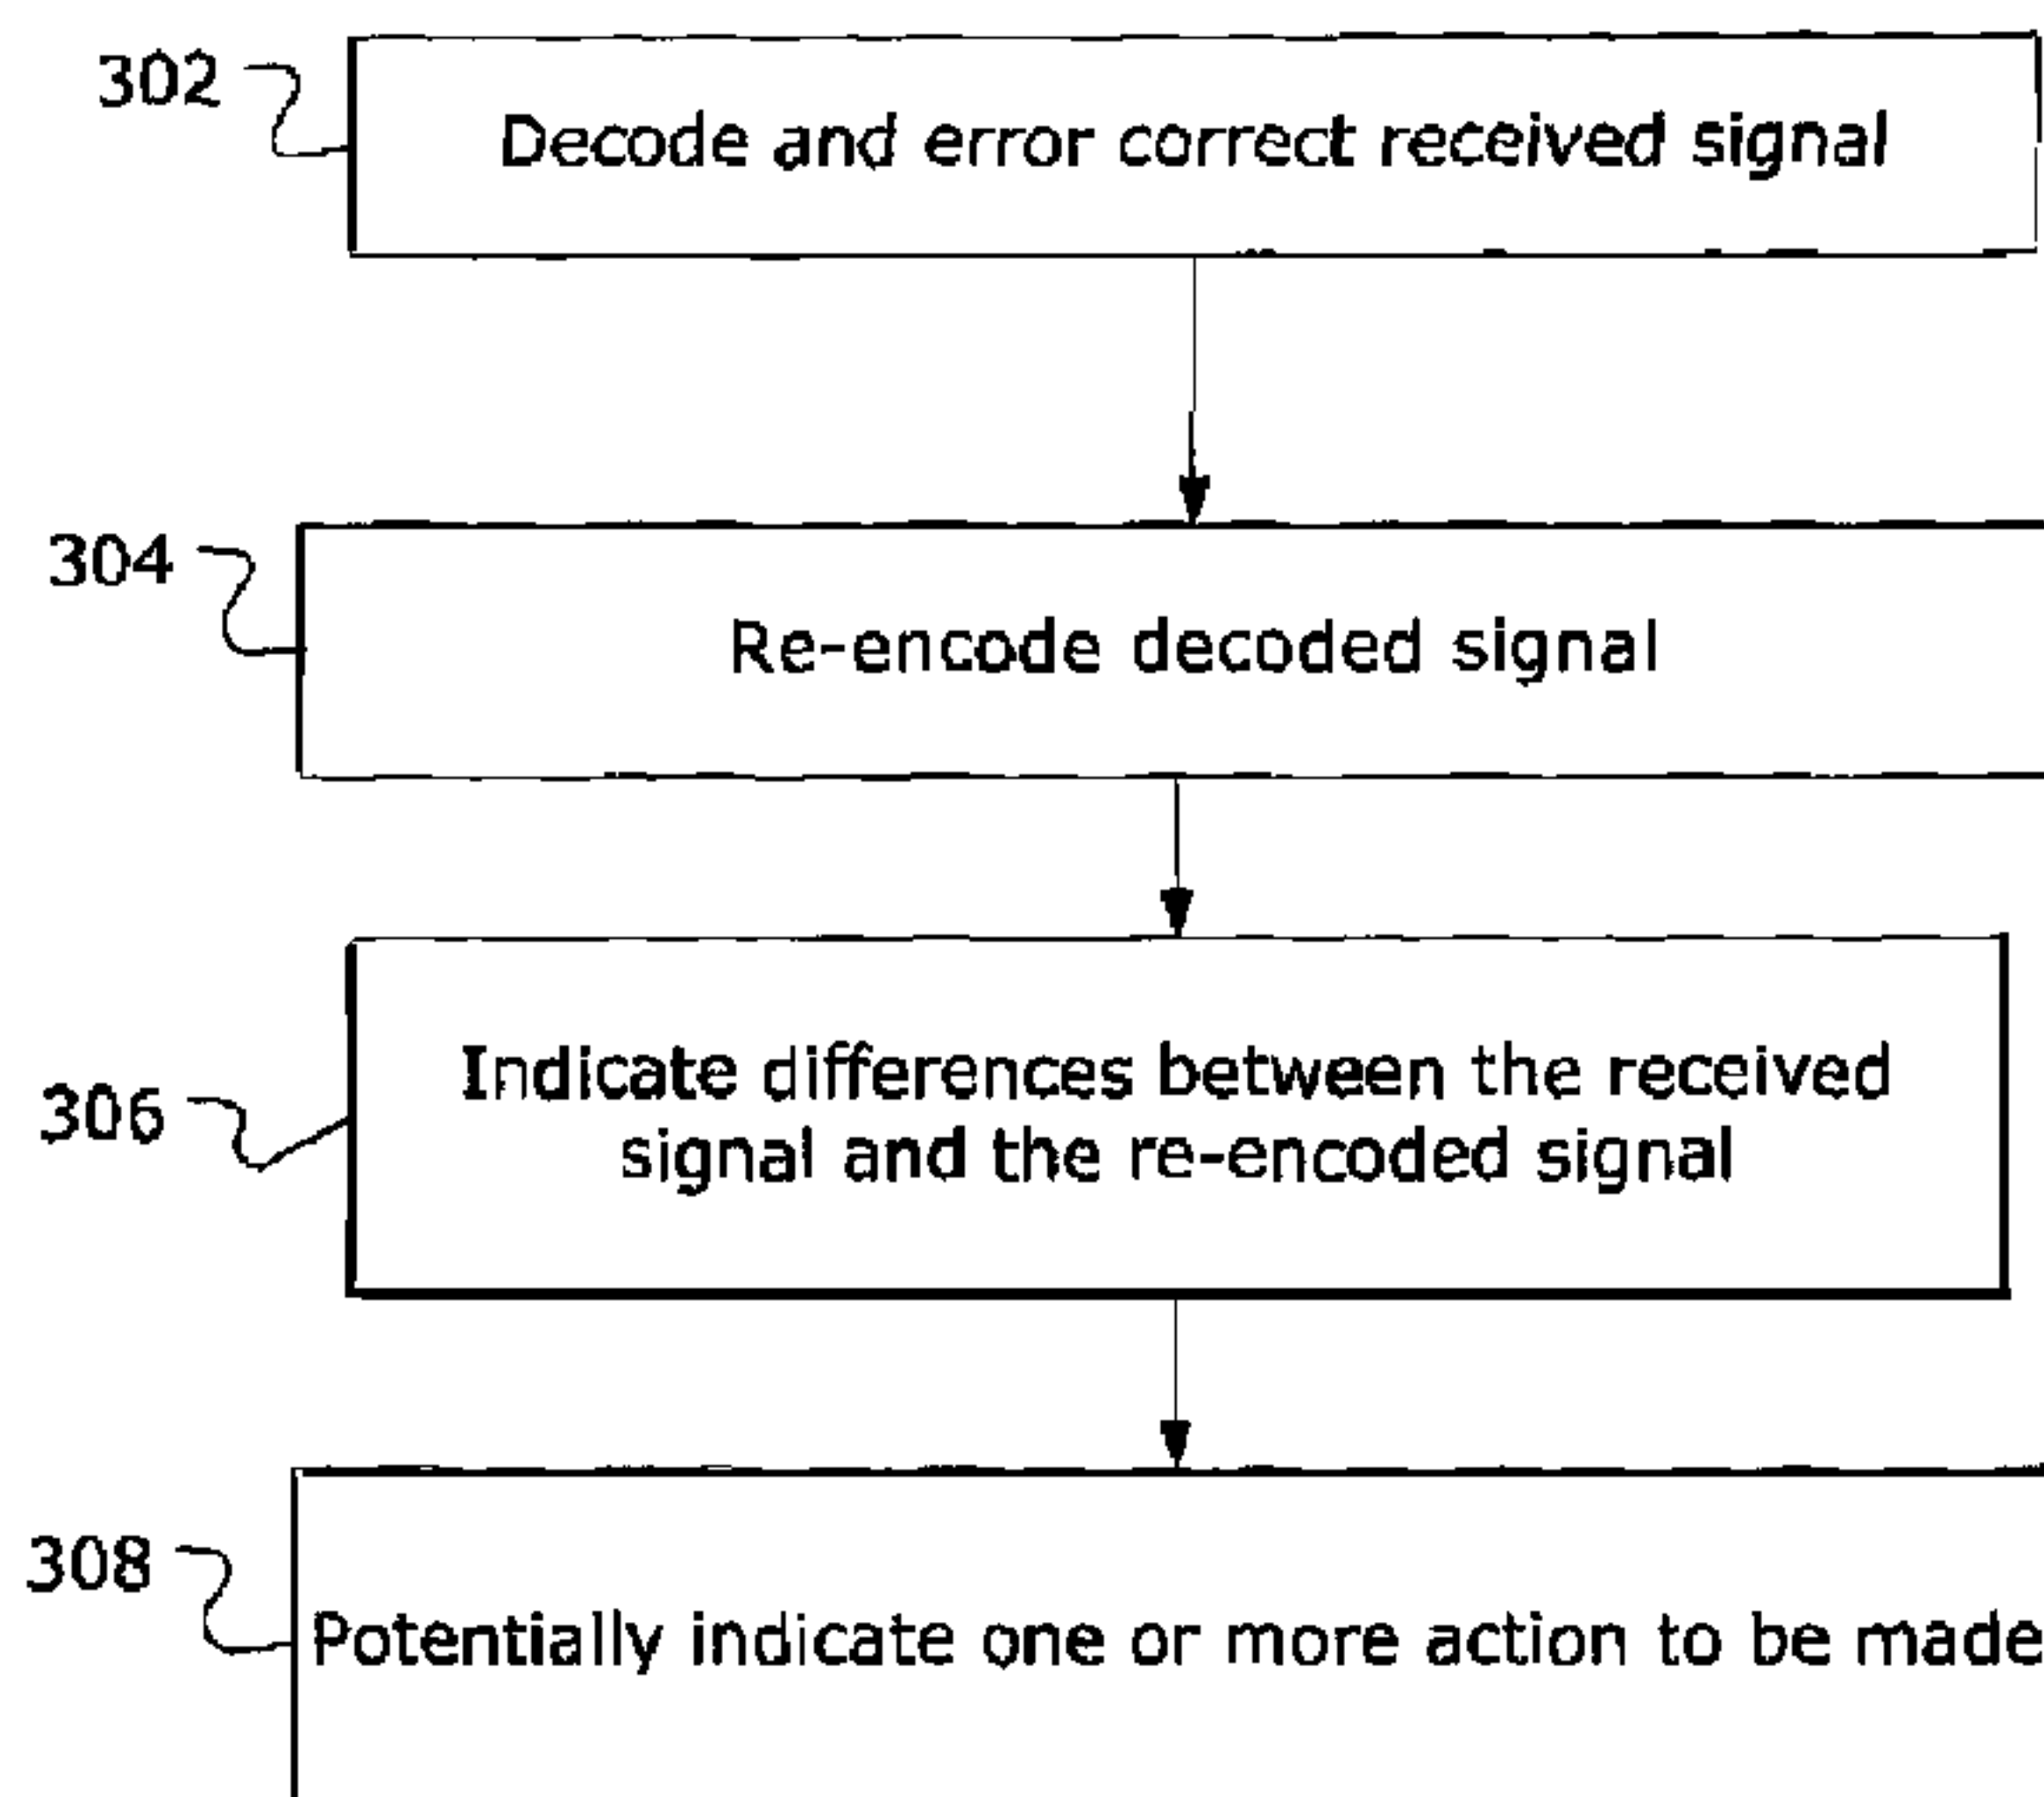 302
Decode and error correct received signal
304
Re-encode decoded signal
306
Indicate differences between the received
signal and the re-encoded signal
308
Potentially indicate one or more action to be made